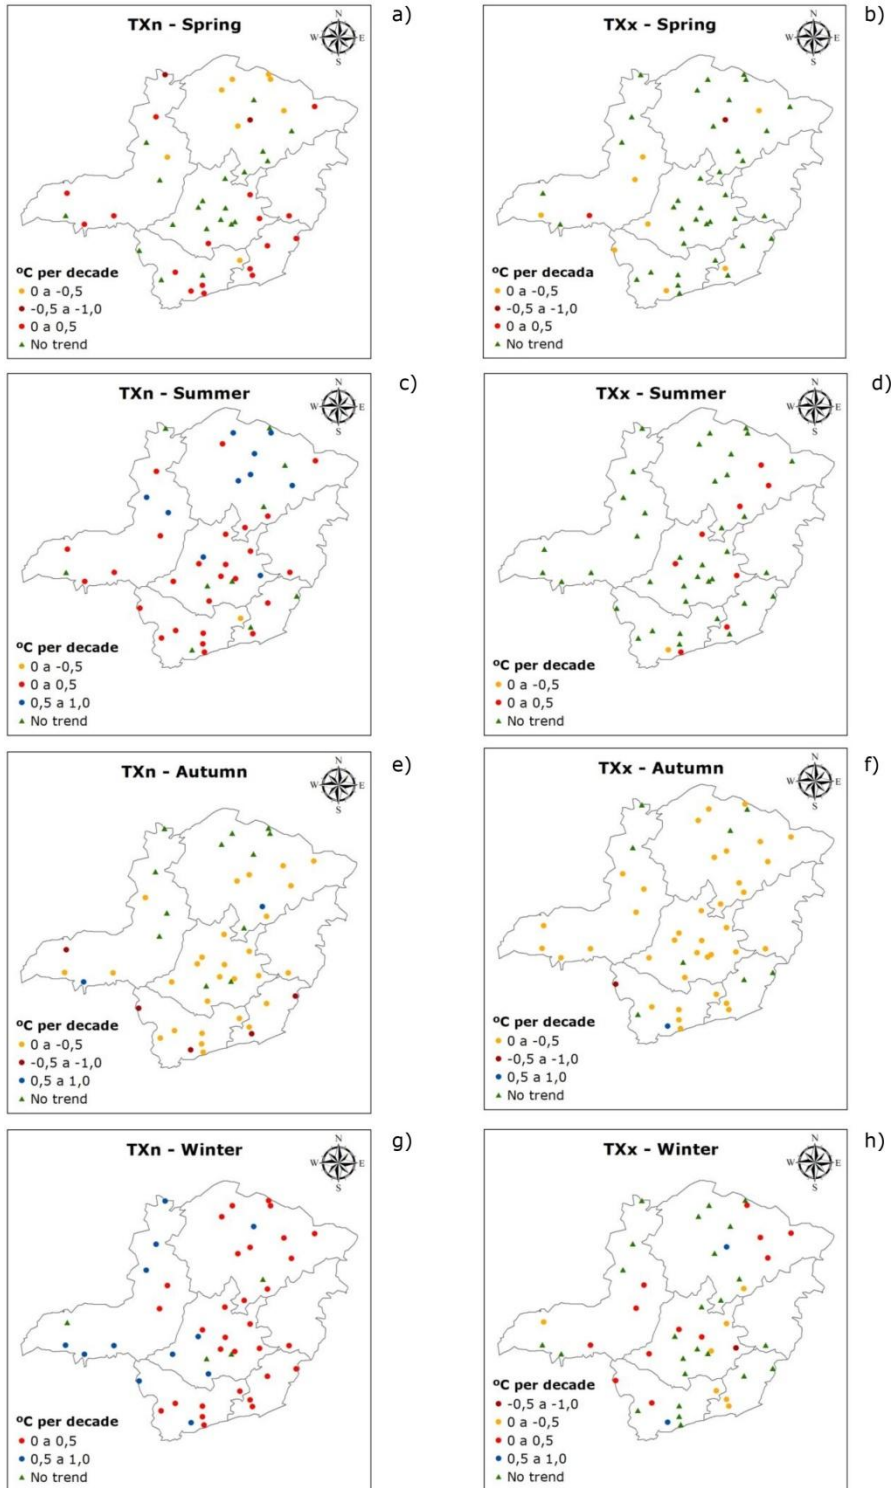 TXn - Spring
a)
N
W
E
S
ºC per decade
0 a -0,5
-0,5 a -1,0
0 a 0,5
No trend
TXx - Spring
b)
N
W
E
S
ºC per decada
0 a -0,5
-0,5 a -1,0
0 a 0,5
No trend
TXn - Summer
c)
N
W
E
S
ºC per decade
0 a -0,5
0 a 0,5
0,5 a 1,0
No trend
TXx - Summer
d)
N
W
E
S
ºC per decade
0 a -0,5
0 a 0,5
No trend
TXn - Autumn
e)
N
W
E
S
ºC per decade
0 a -0,5
-0,5 a -1,0
0,5 a 1,0
No trend
TXx - Autumn
f)
N
W
E
S
ºC per decade
0 a -0,5
-0,5 a -1,0
0,5 a 1,0
No trend
TXn - Winter
g)
N
W
E
S
ºC per decade
0 a 0,5
0,5 a 1,0
No trend
TXx - Winter
h)
N
W
E
S
ºC per decade
-0,5 a -1,0
0 a -0,5
0 a 0,5
0,5 a 1,0
No trend